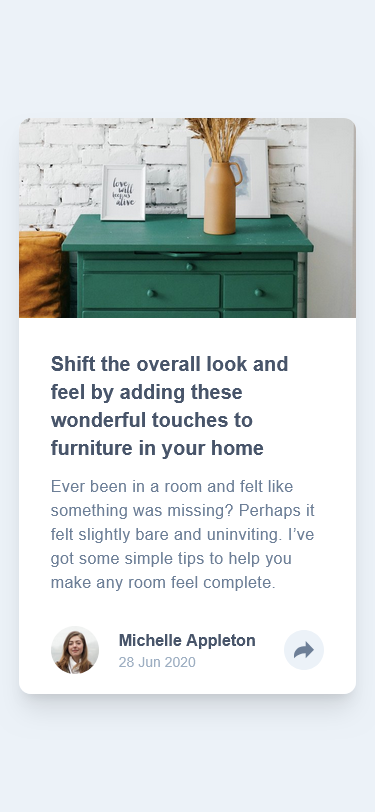 love
will
keep us
alive
Shift the overall look and
feel by adding these
wonderful touches to
furniture in your home
Ever been in a room and felt like
something was missing? Perhaps it
felt slightly bare and uninviting. I’ve
got some simple tips to help you
make any room feel complete.
Michelle Appleton
28 Jun 2020